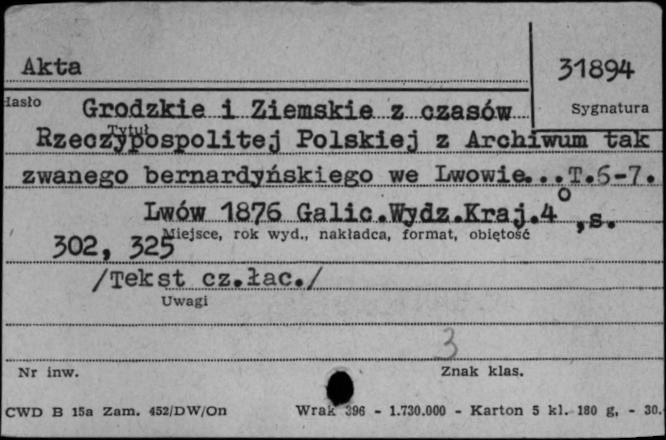 Akta
31894
Hasło
Sygnatura
Grodzkie i Ziemskie z czasów
Tytuł
Rzeczypospolitej Polskiej z Archiwum tak
zwanego bernardyńskiego we Lwowie...T.6-7.
Lwów 1876 Galic.Wydz.Kraj.4°,s.
Miejsce, rok wyd., nakładca, format, objętość
302, 325
/Tekst cz.łac./
Uwagi
3
Nr inw.
Znak klas.
CWD B 15a Zam. 452/DW/On
Wrak 396 - 1.730.000 - Karton 5 kl. 180 g, - 30.